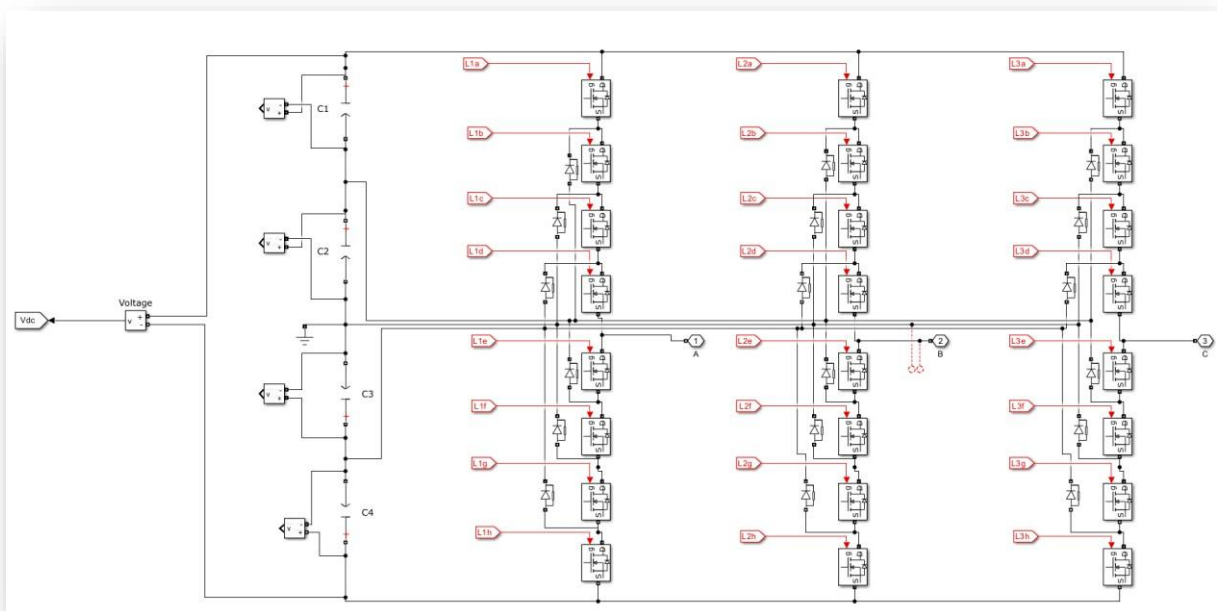 L1a
L2a
L3a
C1
L1b
L2b
L3b
L1c
L2c
L3c
C2
L1d
L2d
L3d
Voltage
Vdc
v
+
-
L1e
1
A
L2e
2
B
L3e
3
C
C3
L1f
L2f
L3f
L1g
L2g
L3g
C4
L1h
L2h
L3h